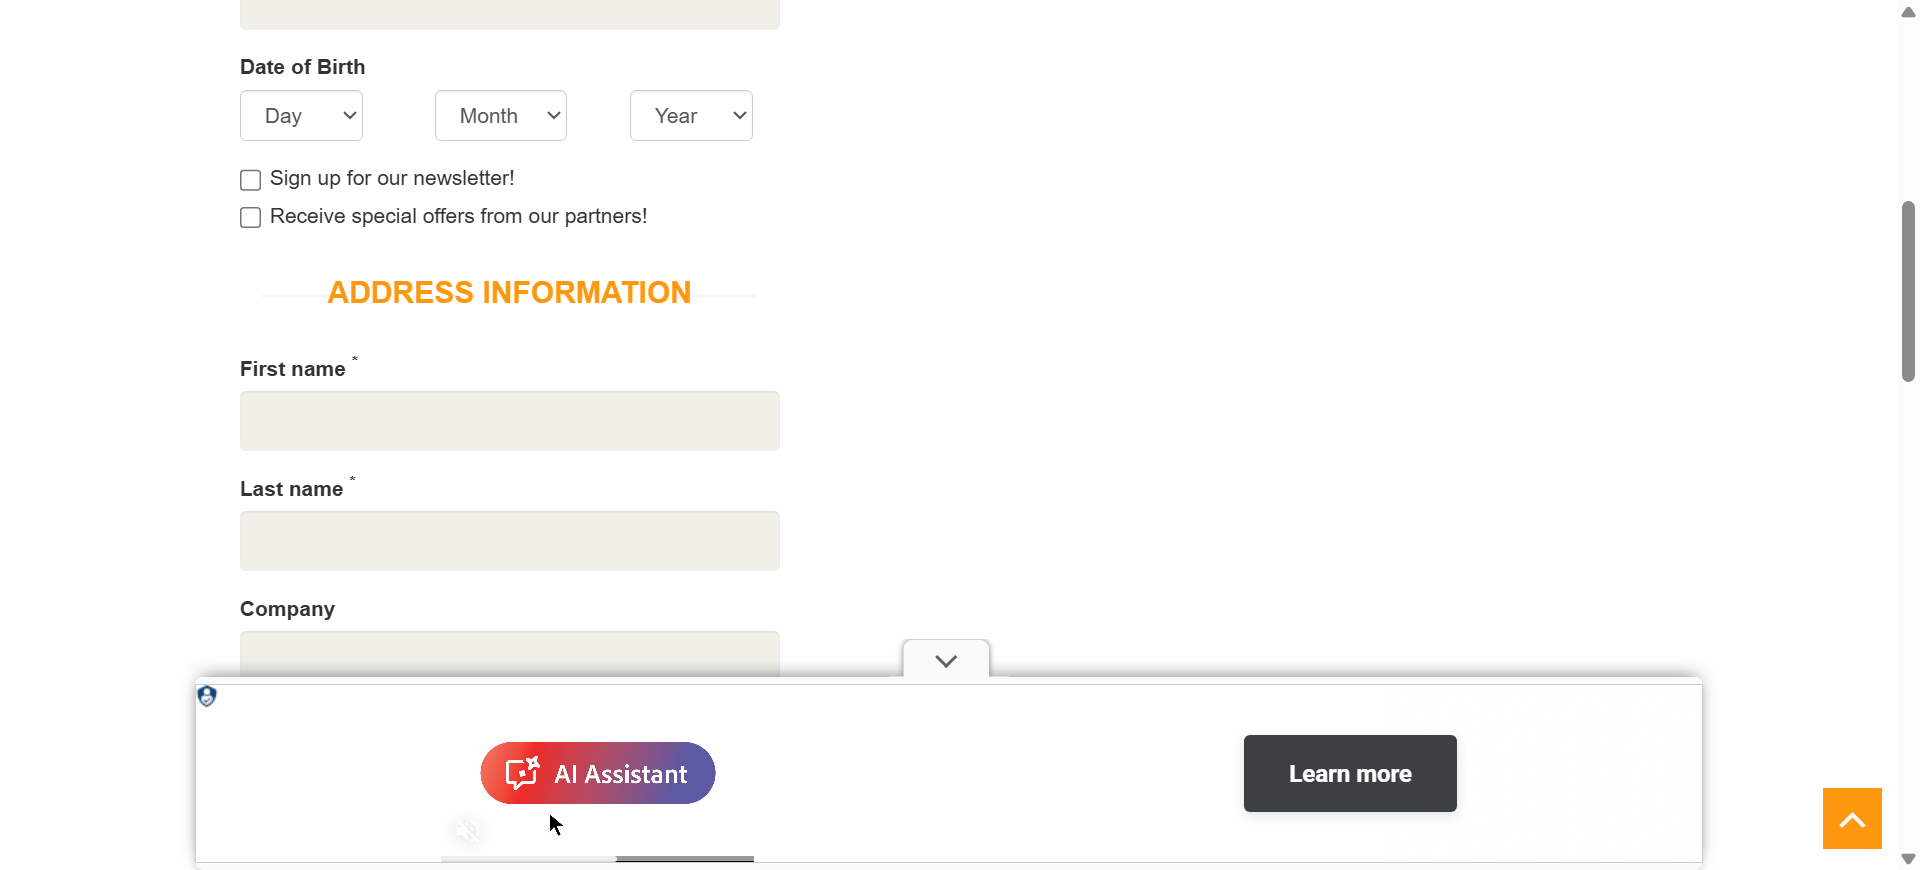 Date of Birth
Day Month Year
Sign up for our newsletter!
Receive special offers from our partners!
ADDRESS INFORMATION
First name *
Last name *
Company
AI Assistant
Learn more